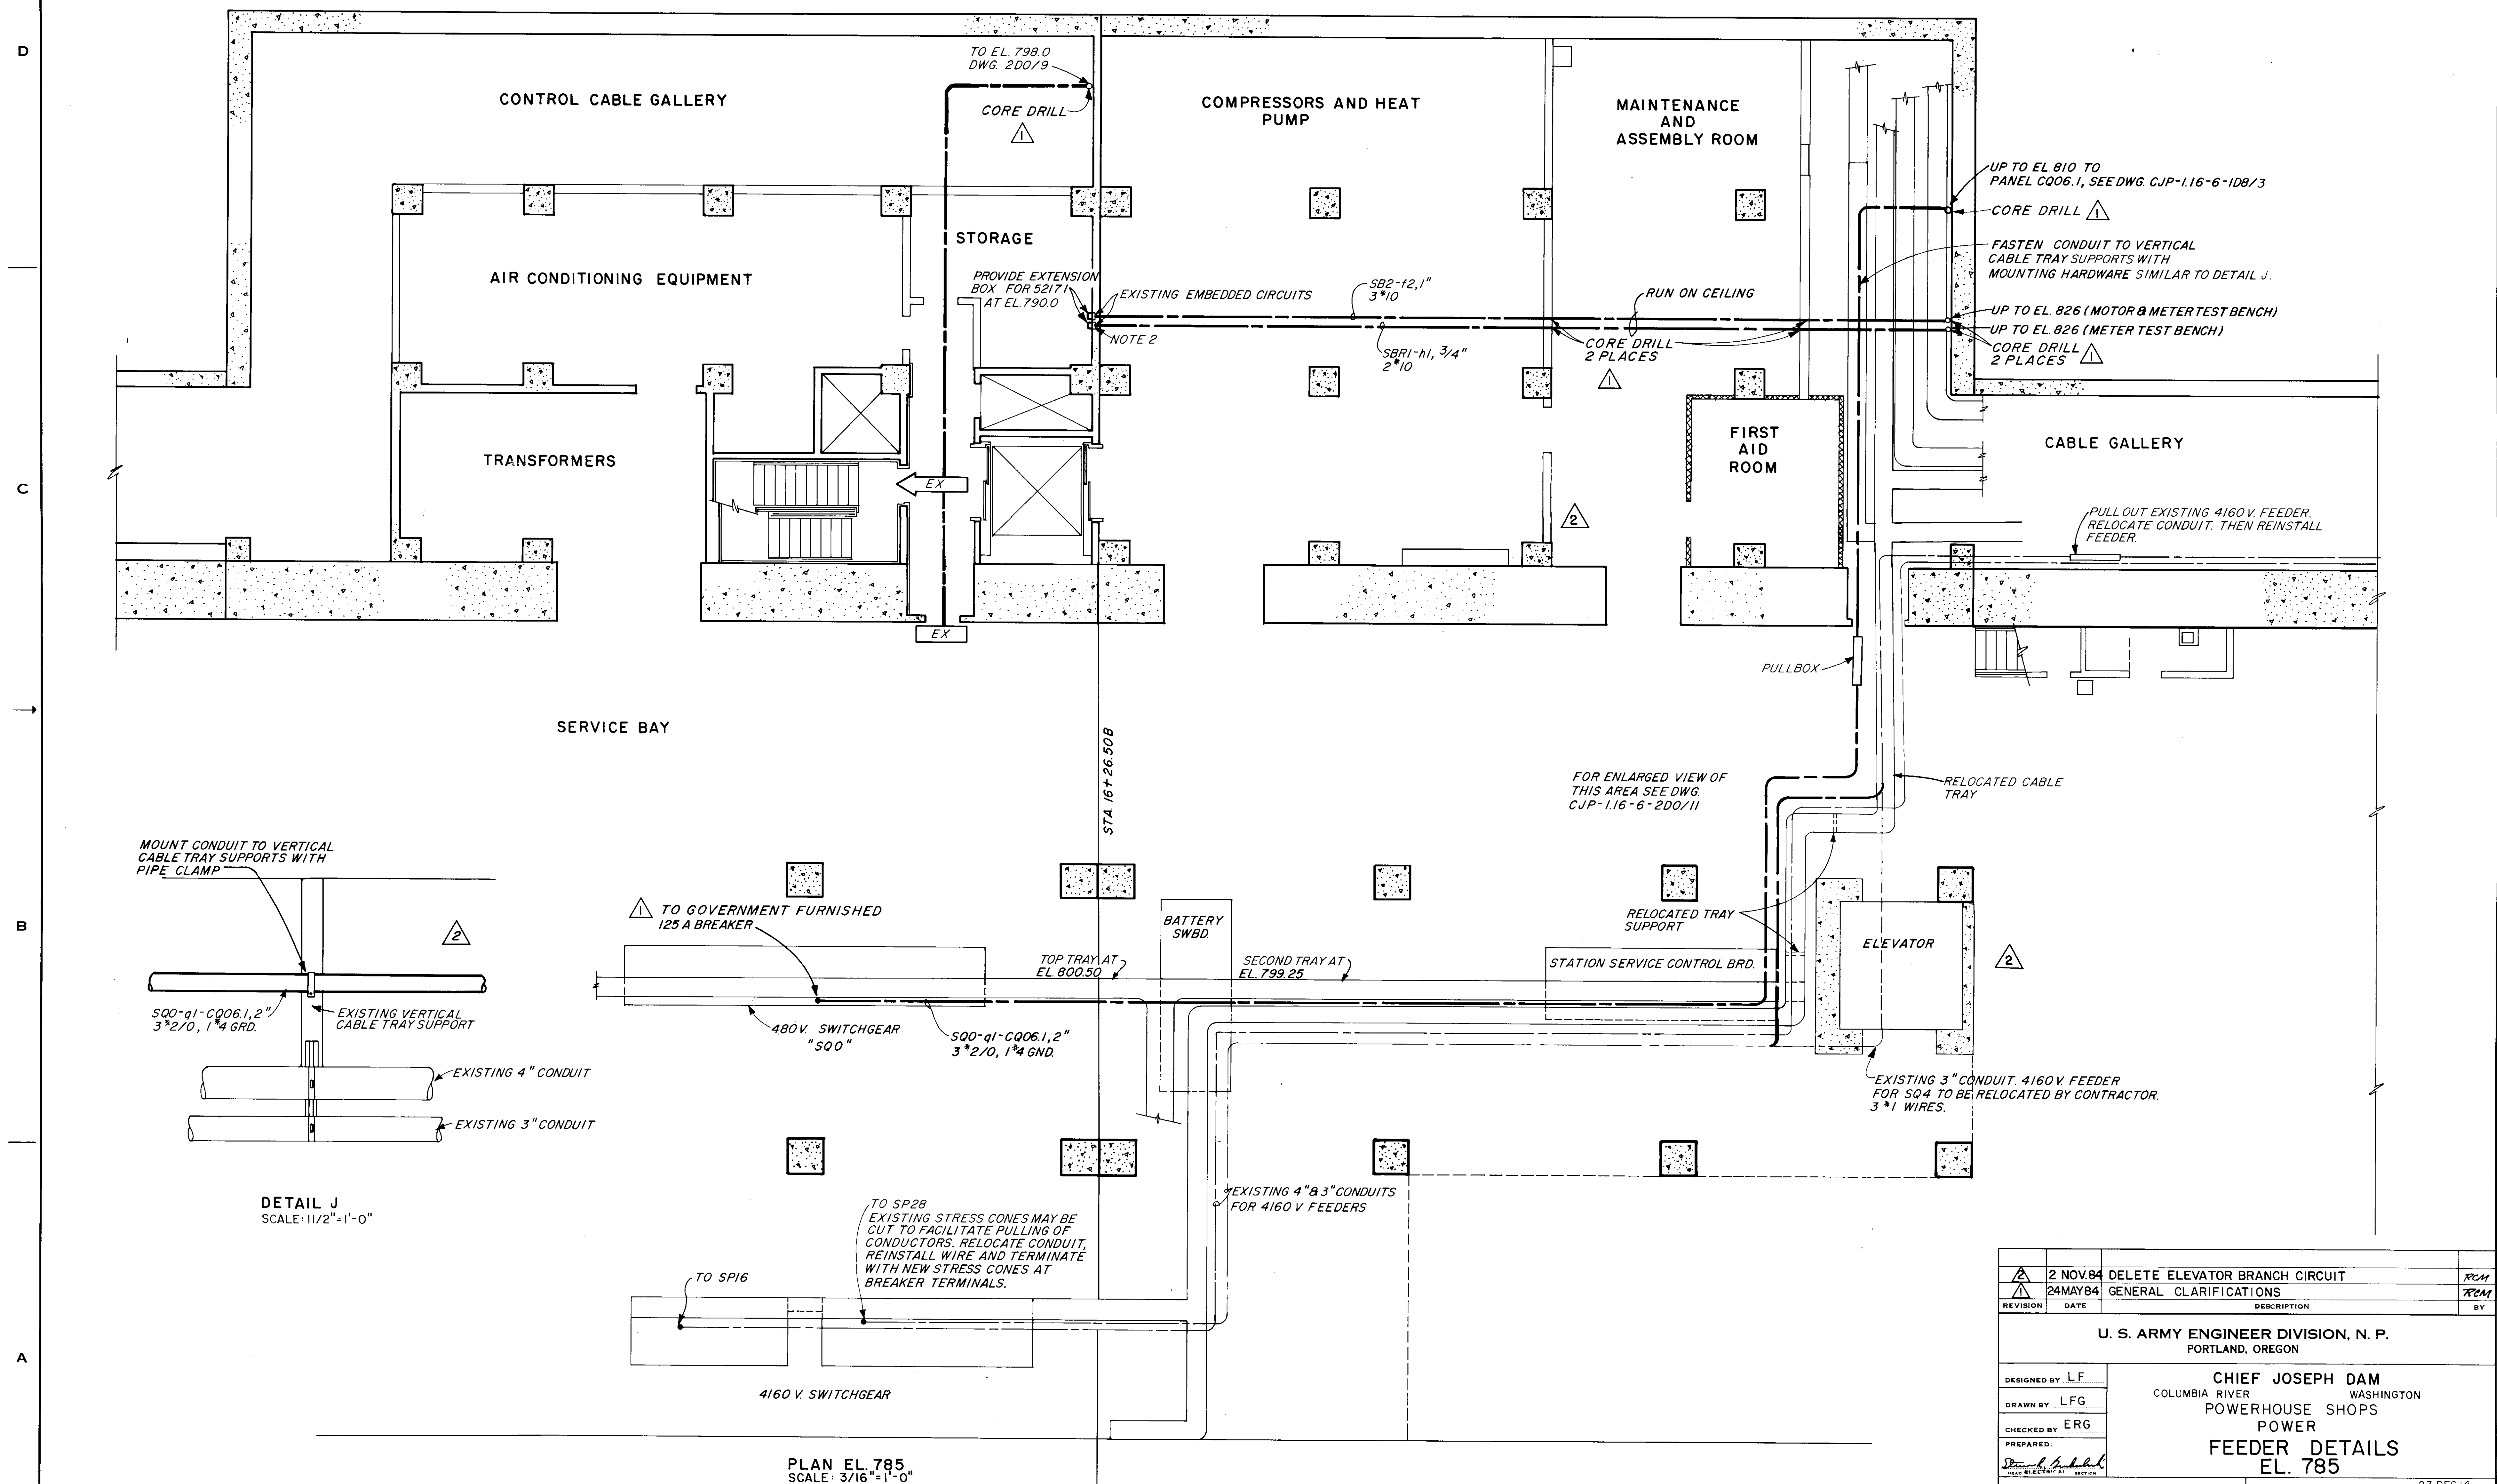 D
TO EL. 798.0
DWG. 2D0/9
CONTROL CABLE GALLERY
CORE DRILL
1
COMPRESSORS AND HEAT
PUMP
MAINTENANCE
AND
ASSEMBLY ROOM
UP TO EL. 810 TO
PANEL CQ06.1, SEE DWG. CJP-1.16-6-1D8/3
CORE DRILL 1
FASTEN CONDUIT TO VERTICAL
CABLE TRAY SUPPORTS WITH
MOUNTING HARDWARE SIMILAR TO DETAIL J.
STORAGE
AIR CONDITIONING EQUIPMENT
PROVIDE EXTENSION
BOX FOR 52171
AT EL. 790.0
EXISTING EMBEDDED CIRCUITS
SB2-f2, 1"
3 #10
RUN ON CEILING
UP TO EL. 826 (MOTOR & METER TEST BENCH)
UP TO EL. 826 (METER TEST BENCH)
CORE DRILL
2 PLACES 1
NOTE 2
SBR1-h1, 3/4"
2 #10
CORE DRILL
2 PLACES
1
TRANSFORMERS
FIRST
AID
ROOM
CABLE GALLERY
C
EX
2
PULL OUT EXISTING 4160 V. FEEDER.
RELOCATE CONDUIT. THEN REINSTALL
FEEDER.
EX
PULLBOX
SERVICE BAY
STA. 16+26.50B
FOR ENLARGED VIEW OF
THIS AREA SEE DWG.
CJP-1.16-6-2D0/11
RELOCATED CABLE
TRAY
MOUNT CONDUIT TO VERTICAL
CABLE TRAY SUPPORTS WITH
PIPE CLAMP
B
2
1 TO GOVERNMENT FURNISHED
125 A BREAKER
BATTERY
SWBD.
RELOCATED TRAY
SUPPORT
ELEVATOR
2
TOP TRAY AT
EL. 800.50
SECOND TRAY AT
EL. 799.25
STATION SERVICE CONTROL BRD.
SQO-q1-CQ06.1, 2"
3 #2/0, 1 #4 GRD.
EXISTING VERTICAL
CABLE TRAY SUPPORT
480 V. SWITCHGEAR
"SQO"
SQO-q1-CQ06.1, 2"
3 #2/0, 1 #4 GND.
EXISTING 4" CONDUIT
EXISTING 3" CONDUIT. 4160 V. FEEDER
FOR SQ4 TO BE RELOCATED BY CONTRACTOR.
3 #1 WIRES.
EXISTING 3" CONDUIT
DETAIL J
SCALE: 1 1/2"=1'-0"
TO SP28
EXISTING STRESS CONES MAY BE
CUT TO FACILITATE PULLING OF
CONDUCTORS. RELOCATE CONDUIT,
REINSTALL WIRE AND TERMINATE
WITH NEW STRESS CONES AT
BREAKER TERMINALS.
EXISTING 4" & 3" CONDUITS
FOR 4160 V FEEDERS
TO SP16
A
4160 V. SWITCHGEAR
PLAN EL. 785
SCALE: 3/16"=1'-0"
2 2 NOV.84 DELETE ELEVATOR BRANCH CIRCUIT RCM
1 24MAY84 GENERAL CLARIFICATIONS RCM
REVISION DATE DESCRIPTION BY
U. S. ARMY ENGINEER DIVISION, N. P.
PORTLAND, OREGON
DESIGNED BY LF
DRAWN BY LFG
CHECKED BY ERG
PREPARED:
HEAD ELECTRICAL SECTION
CHIEF JOSEPH DAM
COLUMBIA RIVER WASHINGTON
POWERHOUSE SHOPS
POWER
FEEDER DETAILS
EL. 785